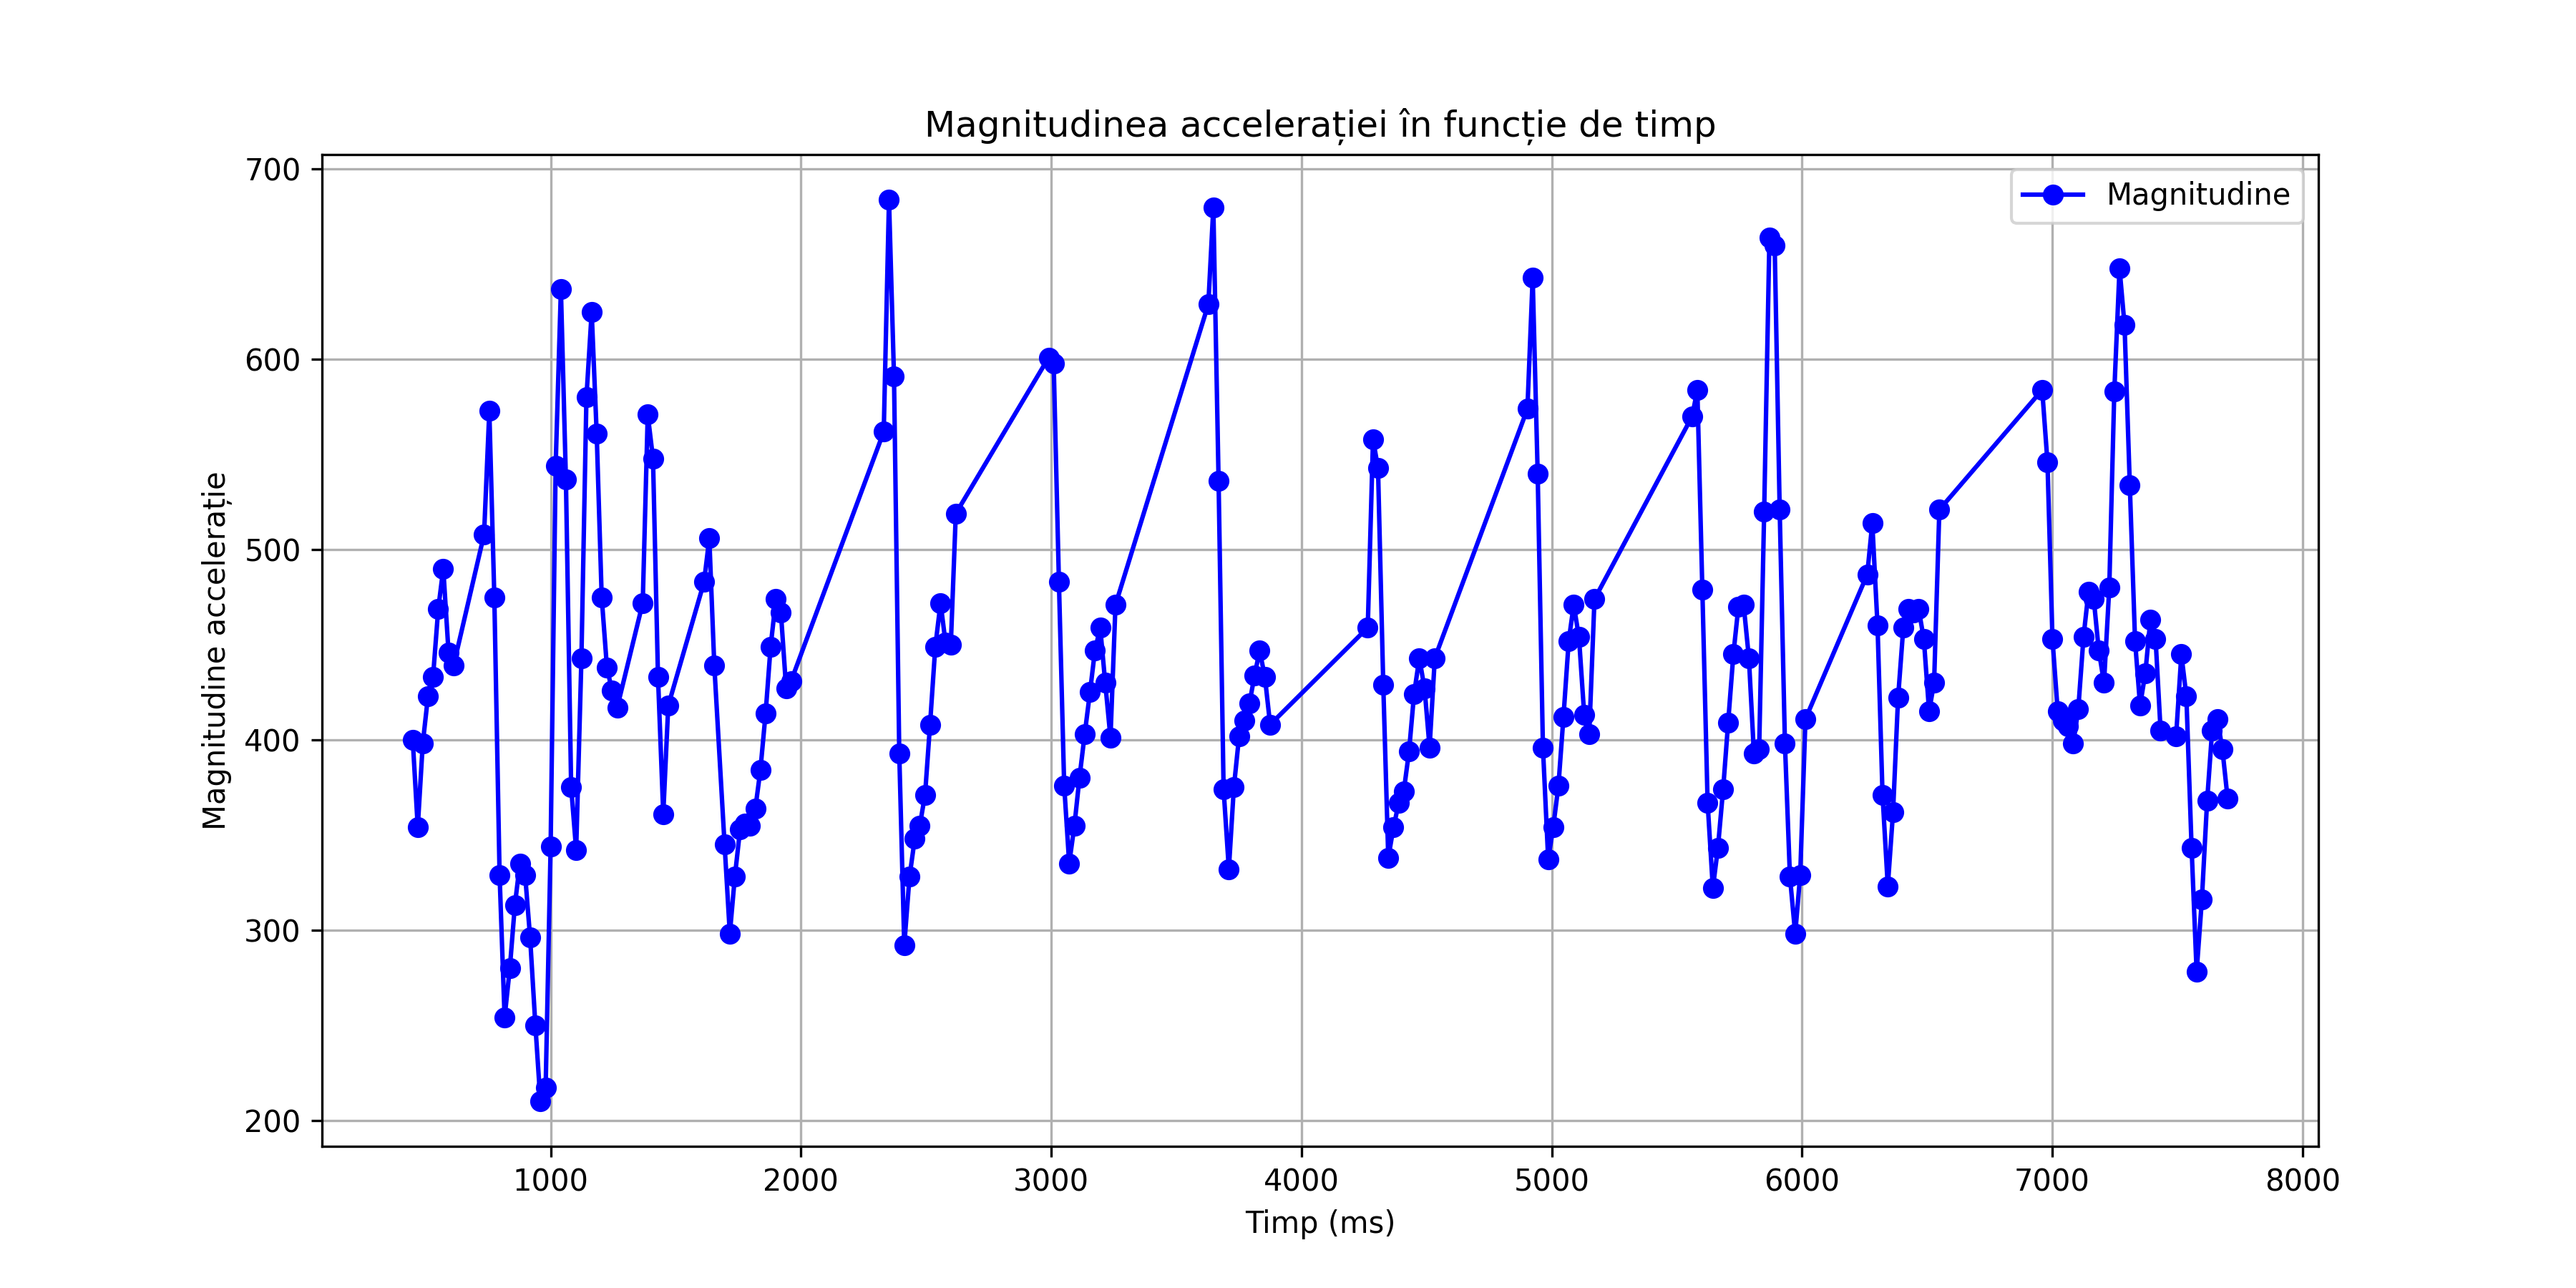 Magnitudinea accelerației în funcție de timp
Magnitudine
Magnitudine accelerație
700
600
500
400
300
200
1000 2000 3000 4000 5000 6000 7000 8000
Timp (ms)